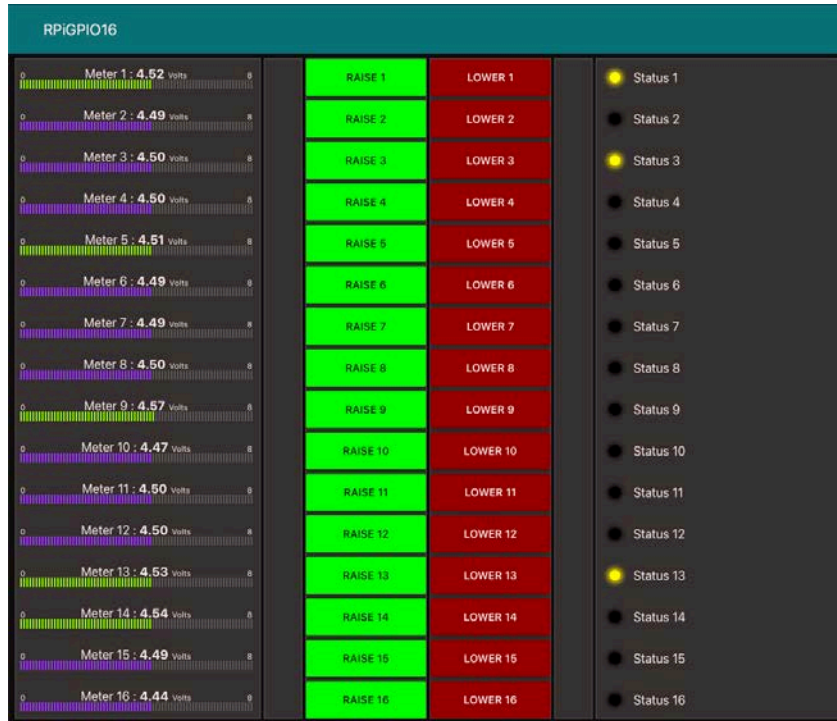 RPiGPIO16
0 Meter 1 : 4.52 Volts 8 RAISE 1 LOWER 1 Status 1
0 Meter 2 : 4.49 Volts 8 RAISE 2 LOWER 2 Status 2
0 Meter 3 : 4.50 Volts 8 RAISE 3 LOWER 3 Status 3
0 Meter 4 : 4.50 Volts 8 RAISE 4 LOWER 4 Status 4
0 Meter 5 : 4.51 Volts 8 RAISE 5 LOWER 5 Status 5
0 Meter 6 : 4.49 Volts 8 RAISE 6 LOWER 6 Status 6
0 Meter 7 : 4.49 Volts 8 RAISE 7 LOWER 7 Status 7
0 Meter 8 : 4.50 Volts 8 RAISE 8 LOWER 8 Status 8
0 Meter 9 : 4.57 Volts 8 RAISE 9 LOWER 9 Status 9
0 Meter 10 : 4.47 Volts 8 RAISE 10 LOWER 10 Status 10
0 Meter 11 : 4.50 Volts 8 RAISE 11 LOWER 11 Status 11
0 Meter 12 : 4.50 Volts 8 RAISE 12 LOWER 12 Status 12
0 Meter 13 : 4.53 Volts 8 RAISE 13 LOWER 13 Status 13
0 Meter 14 : 4.54 Volts 8 RAISE 14 LOWER 14 Status 14
0 Meter 15 : 4.49 Volts 8 RAISE 15 LOWER 15 Status 15
0 Meter 16 : 4.44 Volts 8 RAISE 16 LOWER 16 Status 16